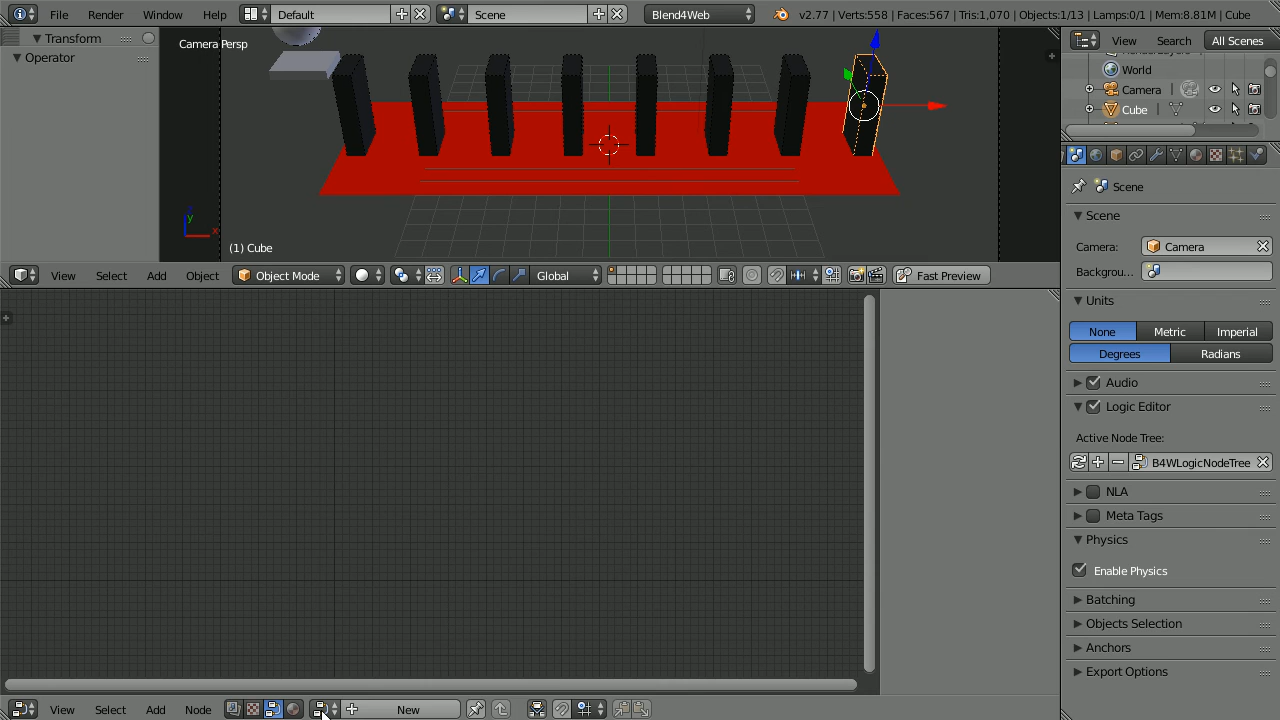 File Render Window Help Default Scene Blend4Web v2.77 | Verts:558 | Faces:567 | Tris:1,070 | Objects:1/13 | Lamps:0/1 | Mem:8.81M | Cube
Transform
Operator
Camera Persp
y
x
(1) Cube
View Search All Scenes
World
Camera
Cube
Scene
Scene
Camera: Camera
Backgrou...
Units
None Metric Imperial
Degrees Radians
Audio
Logic Editor
Active Node Tree:
B4WLogicNodeTree
NLA
Meta Tags
Physics
Enable Physics
Batching
Objects Selection
Anchors
Export Options
View Select Add Object Object Mode Global Fast Preview
View Select Add Node New